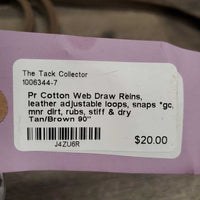 The Tack Collector
1006344-7
Pr Cotton Web Draw Reins,
leather adjustable loops, snaps *gc,
mnr dirt, rubs, stiff & dry
Tan/Brown 90"
$20.00
J4ZU6R